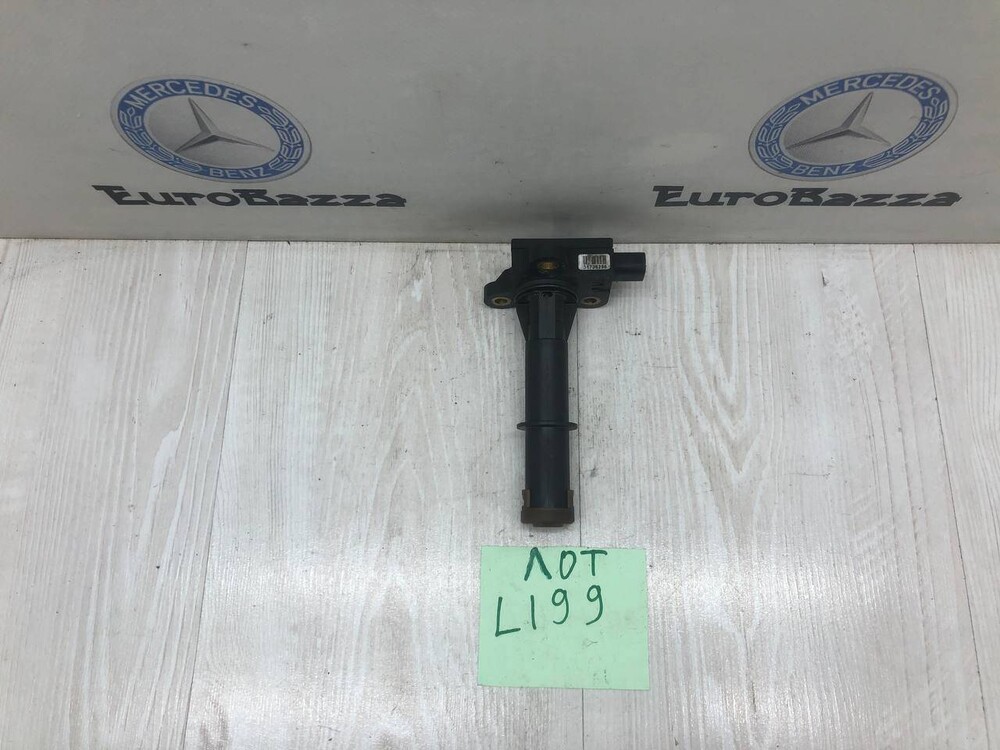 MERCEDES
BENZ
EuroBazza
MERCEDES
BENZ
EuroBazza
ЛОТ
L199